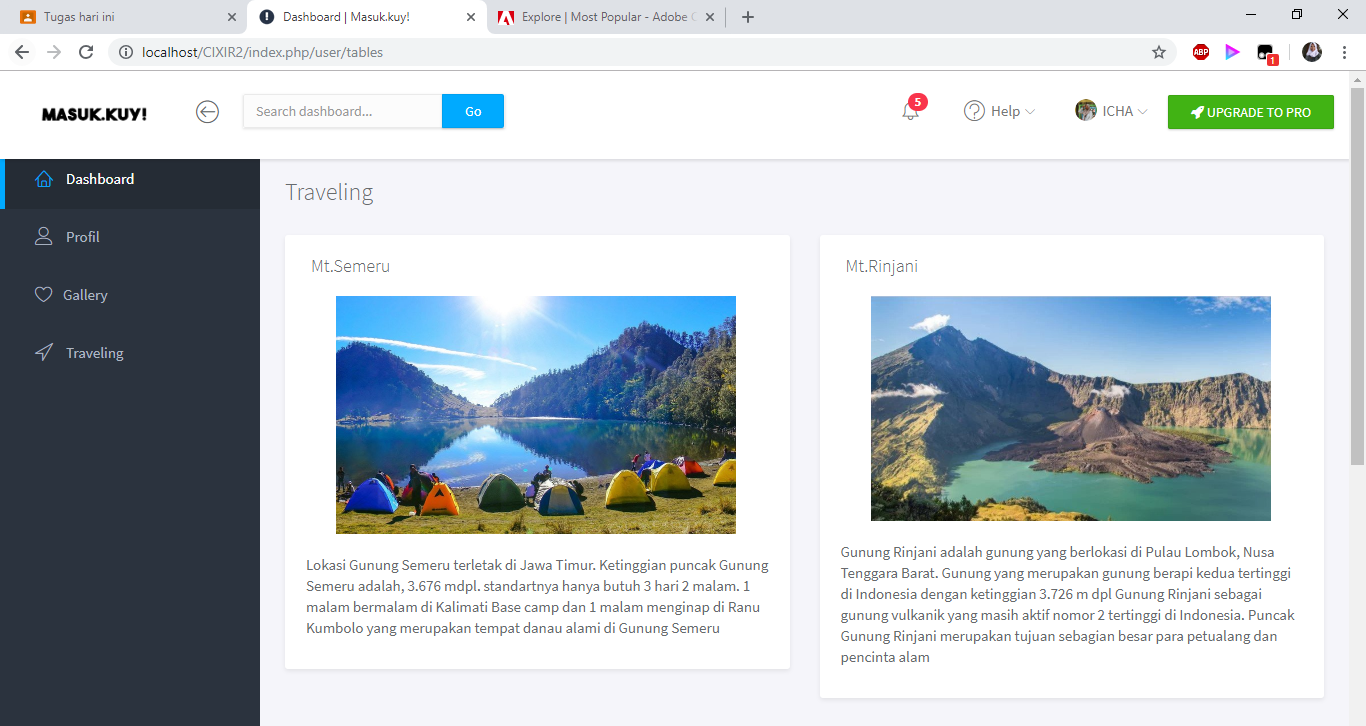 Tugas hari ini
Dashboard | Masuk.kuy!
Explore | Most Popular - Adobe C
localhost/CIXIR2/index.php/user/tables
ABP
1
MASUK.KUY!
Search dashboard...
Go
5
Help
ICHA
UPGRADE TO PRO
Dashboard
Profil
Gallery
Traveling
Traveling
Mt.Semeru
Lokasi Gunung Semeru terletak di Jawa Timur. Ketinggian puncak Gunung
Semeru adalah, 3.676 mdpl. standartnya hanya butuh 3 hari 2 malam. 1
malam bermalam di Kalimati Base camp dan 1 malam menginap di Ranu
Kumbolo yang merupakan tempat danau alami di Gunung Semeru
Mt.Rinjani
Gunung Rinjani adalah gunung yang berlokasi di Pulau Lombok, Nusa
Tenggara Barat. Gunung yang merupakan gunung berapi kedua tertinggi
di Indonesia dengan ketinggian 3.726 m dpl Gunung Rinjani sebagai
gunung vulkanik yang masih aktif nomor 2 tertinggi di Indonesia. Puncak
Gunung Rinjani merupakan tujuan sebagian besar para petualang dan
pencinta alam